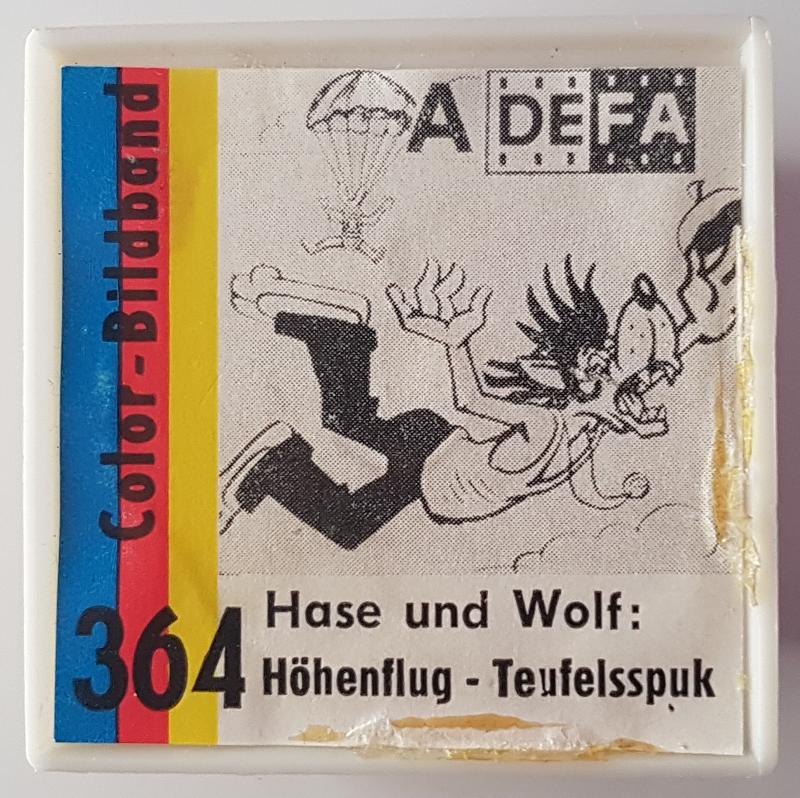 A DEFA
Color-Bildband
364
Hase und Wolf:
Höhenflug - Teufelsspuk